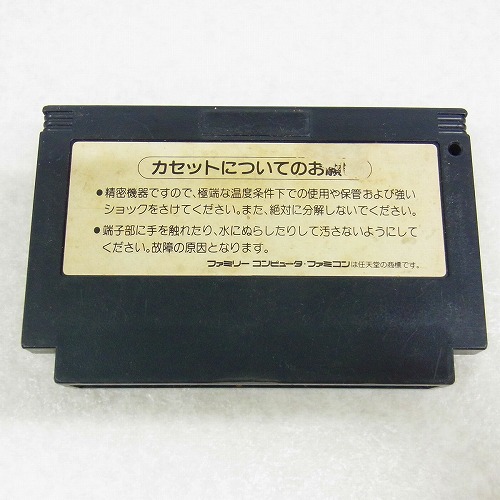 カセットについてのお
●精密機器ですので、極端な温度条件下での使用や保管および強い
ショックをさけてください。また、絶対に分解しないでください。
●端子部に手を触れたり、水にぬらしたりして汚さないようにして
ください。故障の原因となります。
ファミリー コンピュータ・ファミコンは任天堂の商標です。